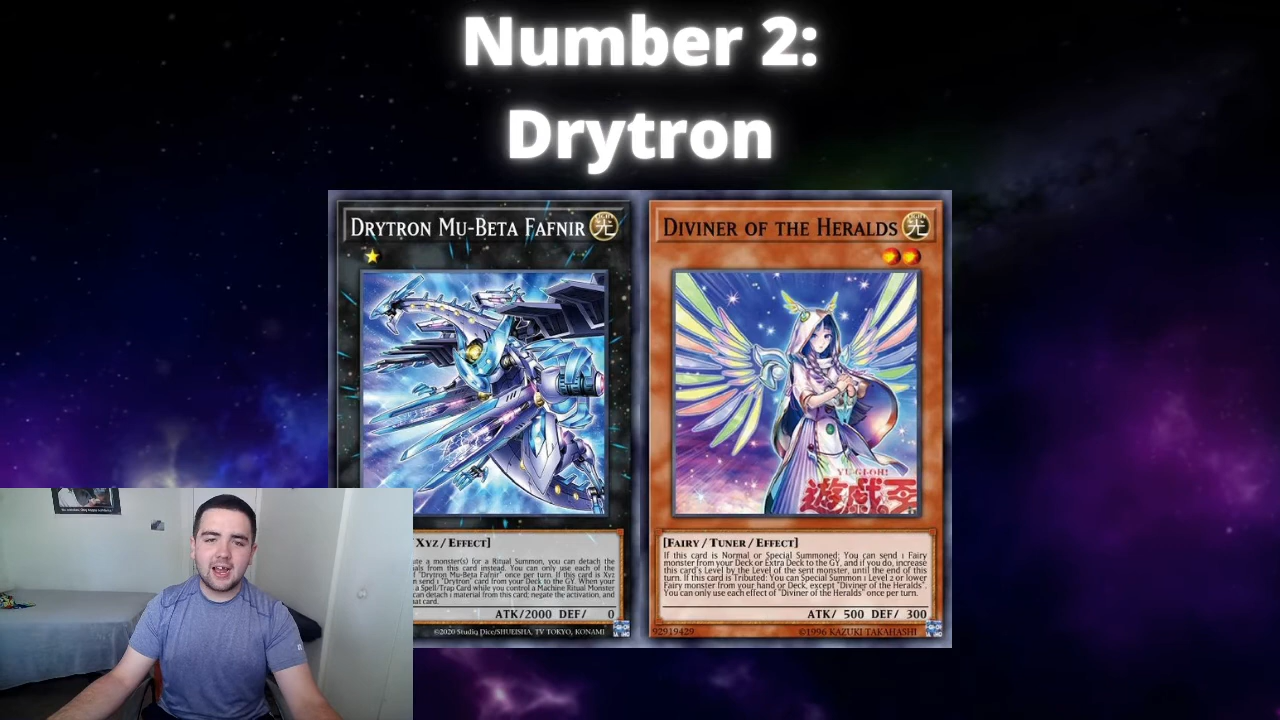 Number 2:
Drytron
DRYTRON MU-BETA FAFNIR
光
XYZ / EFFECT]
te a monster(s) for a Ritual Summon, you can detach the
als from this card instead. You can only use each of the
f "Drytron Mu-Beta Fafnir" once per turn. If this card is Xyz
n send 1 "Drytron" card from your Deck to the GY. When your
a Spell/Trap Card while you control a Machine Ritual Monster
can detach 1 material from this card; negate the activation, and
hat card.
ATK/2000 DEF/ 0
©2020 Studio Dice/SHUEISHA, TV TOKYO, KONAMI
DIVINER OF THE HERALDS
光
YU-GI-OH!
遊戯王
[FAIRY / TUNER / EFFECT]
If this card is Normal or Special Summoned: You can send 1 Fairy
monster from your Deck or Extra Deck to the GY, and if you do, increase
this card's Level by the Level of the sent monster, until the end of this
turn. If this card is Tributed: You can Special Summon 1 Level 2 or lower
Fairy monster from your hand or Deck, except "Diviner of the Heralds".
You can only use each effect of "Diviner of the Heralds" once per turn.
ATK/ 500 DEF/ 300
92919429
©1996 KAZUKI TAKAHASHI